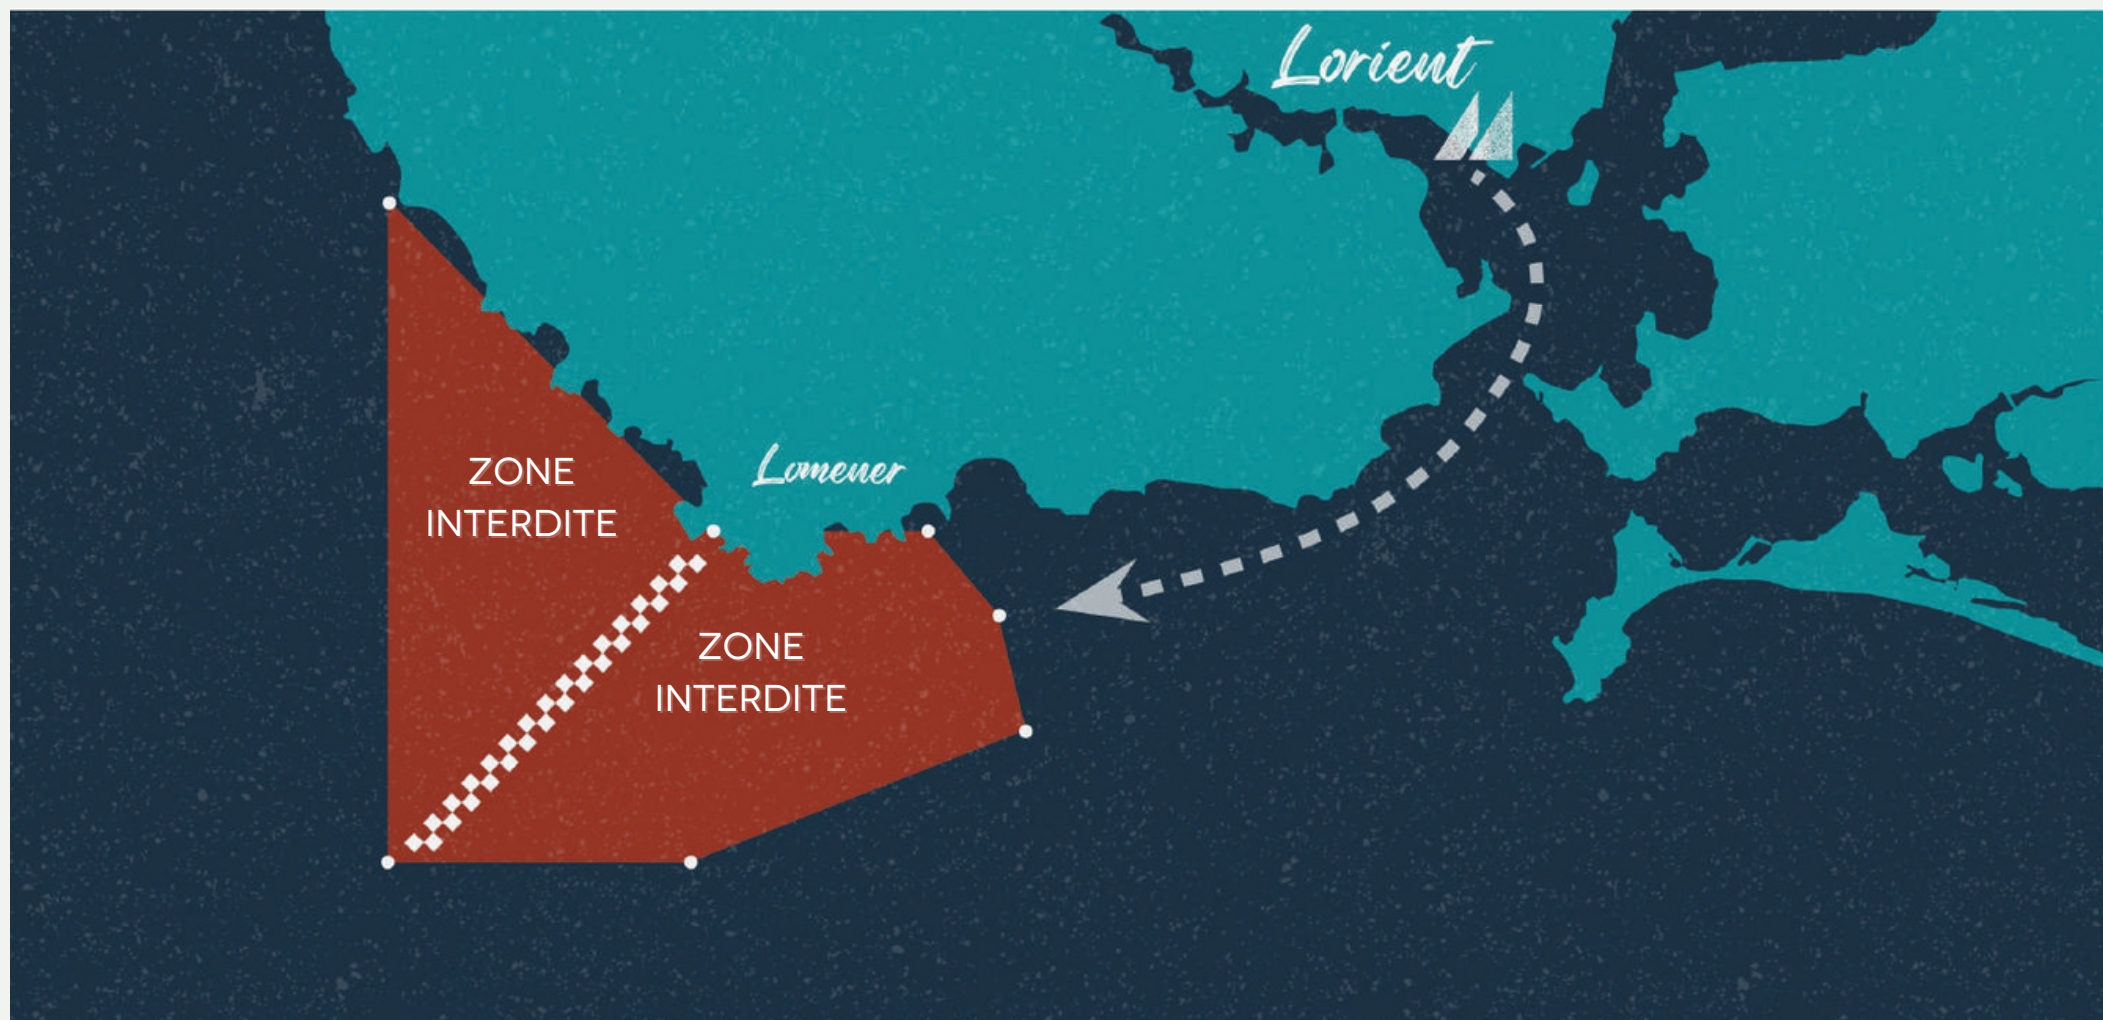 Lorient
Lomener
ZONE
INTERDITE
ZONE
INTERDITE